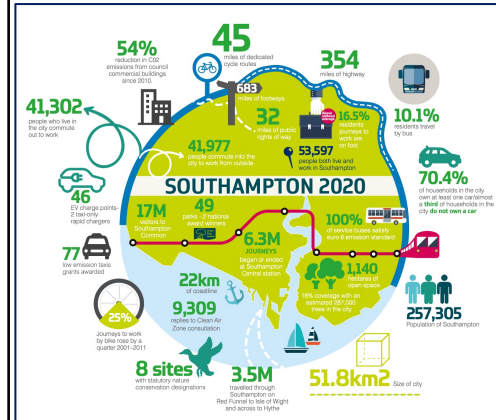 54%
reduction in C02
emissions from council
commercial buildings
since 2010.
45
miles of dedicated
cycle routes
683
miles of footways
32
miles of public
rights of way
354
miles of highway
16.5%
residents
journeys to
work are
on foot
10.1%
residents travel
by bus
41,302
people who live in
the city commute
out to work
41,977
people commute into the
city to work from outside
53,597
people both live and
work in Southampton
70.4%
of households in the city
own at least one car/almost
a third of households in the
city do not own a car
46
EV charge points-
2 taxi-only
rapid chargers
SOUTHAMPTON 2020
17M
visitors to
Southampton
Common
49
parks - 2 national
award winners
6.3M
JOURNEYS
began or ended
at Southampton
Central station
100%
of service buses satisfy
euro 6 emission standard
77
low emission taxis
grants awarded
1,140
hectares of
open space
18% coverage with an
estimated 287,000
trees in the city
22km
of coastline
9,309
replies to Clean Air
Zone consultation
257,305
Population of Southampton
25%
Journeys to work
by bike rose by a
quarter 2001-2011
8 sites
with statutory nature
conservation designations
3.5M
travelled through
Southampton on
Red Funnel to Isle of Wight
and across to Hythe
51.8km2
Size of city